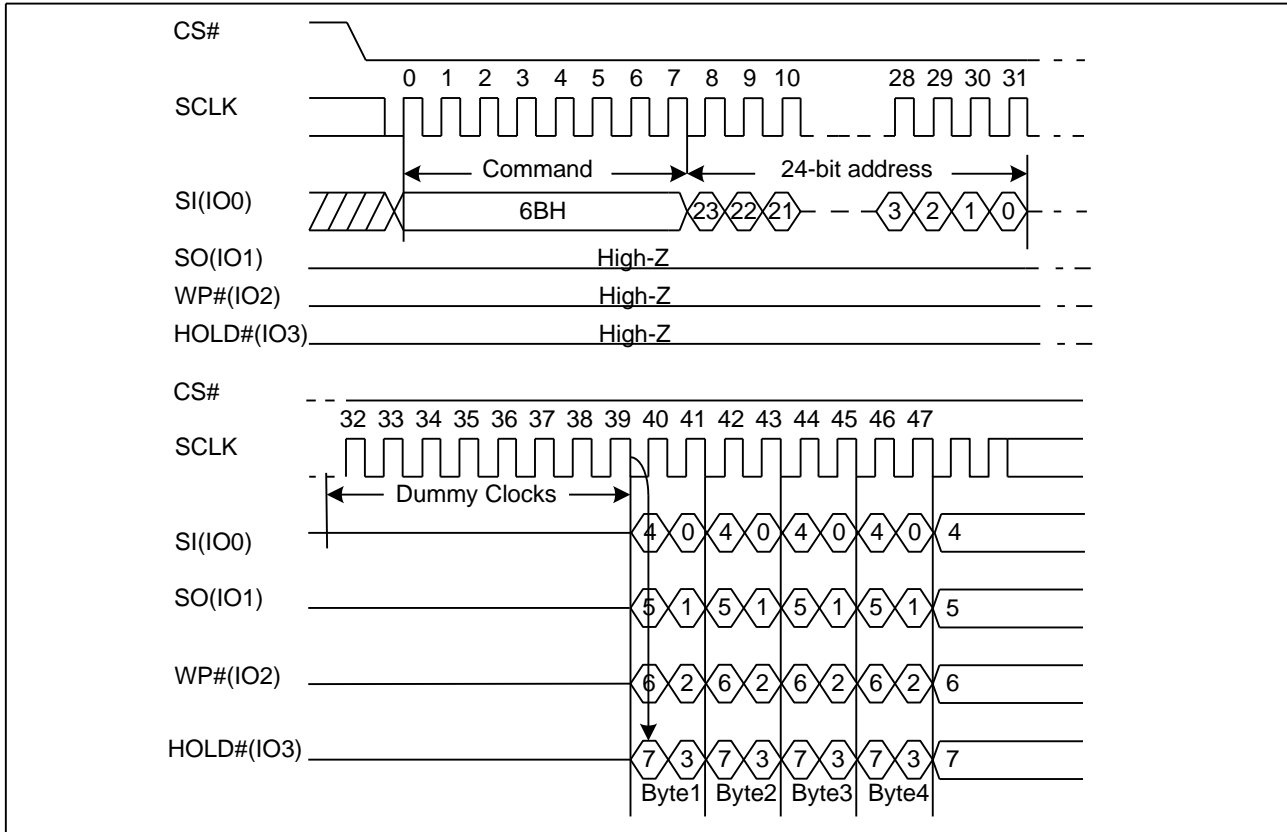 CS#
0 1 2 3 4 5 6 7 8 9 10 28 29 30 31
SCLK
Command 24-bit address
SI(IO0) 6BH 23 22 21 3 2 1 0
SO(IO1) High-Z
WP#(IO2) High-Z
HOLD#(IO3) High-Z
CS#
32 33 34 35 36 37 38 39 40 41 42 43 44 45 46 47
SCLK
Dummy Clocks
SI(IO0) 4 0 4 0 4 0 4 0 4
SO(IO1) 5 1 5 1 5 1 5 1 5
WP#(IO2) 6 2 6 2 6 2 6 2 6
HOLD#(IO3) 7 3 7 3 7 3 7 3 7
Byte1 Byte2 Byte3 Byte4